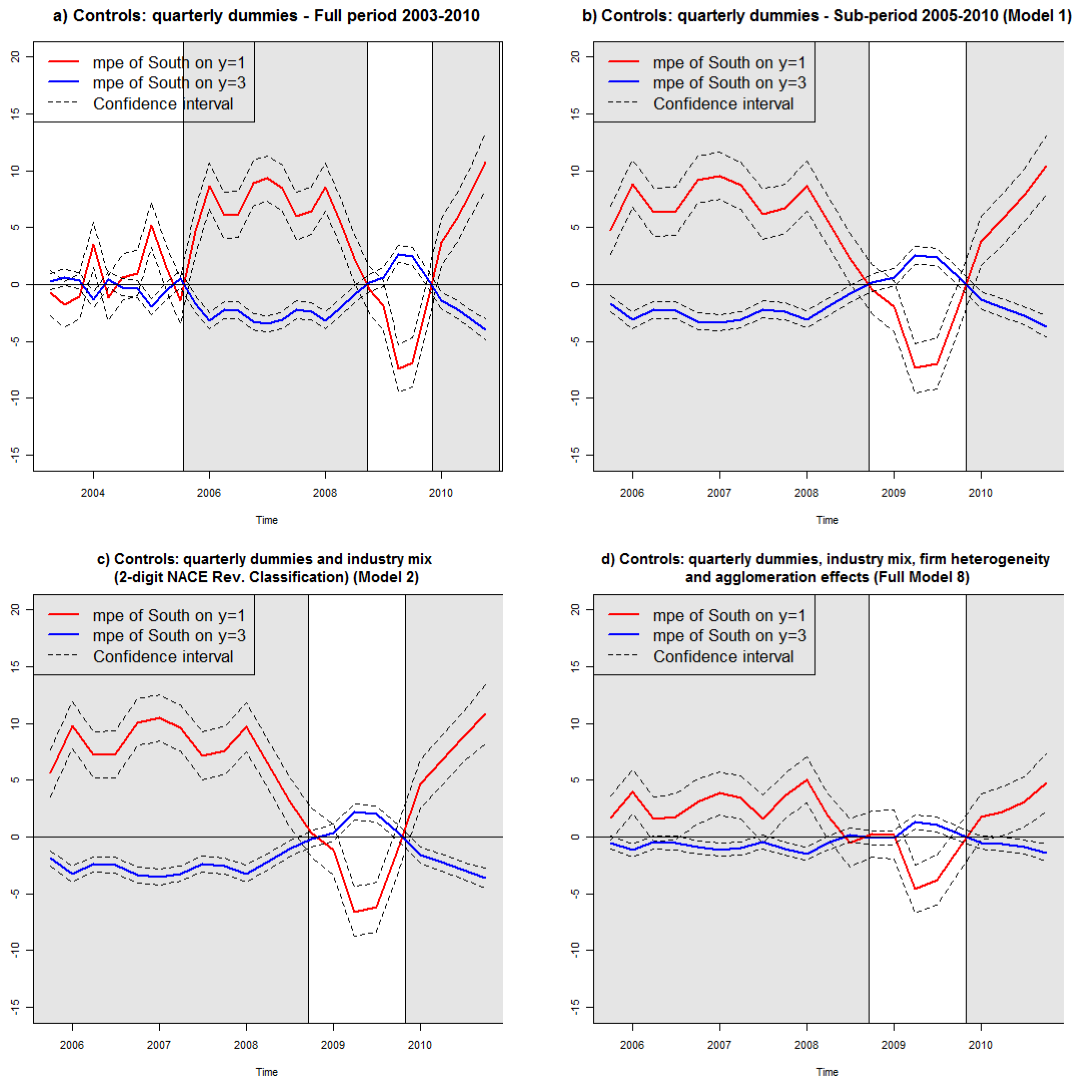 a) Controls: quarterly dummies - Full period 2003-2010
mpe of South on y=1
mpe of South on y=3
Confidence interval
20
15
10
5
0
-5
-10
-15
2004
2006
2008
2010
Time
b) Controls: quarterly dummies - Sub-period 2005-2010 (Model 1)
mpe of South on y=1
mpe of South on y=3
Confidence interval
20
15
10
5
0
-5
-10
-15
2006
2007
2008
2009
2010
Time
c) Controls: quarterly dummies and industry mix
(2-digit NACE Rev. Classification) (Model 2)
mpe of South on y=1
mpe of South on y=3
Confidence interval
20
15
10
5
0
-5
-10
-15
2006
2007
2008
2009
2010
Time
d) Controls: quarterly dummies, industry mix, firm heterogeneity
and agglomeration effects (Full Model 8)
mpe of South on y=1
mpe of South on y=3
Confidence interval
20
15
10
5
0
-5
-10
-15
2006
2007
2008
2009
2010
Time